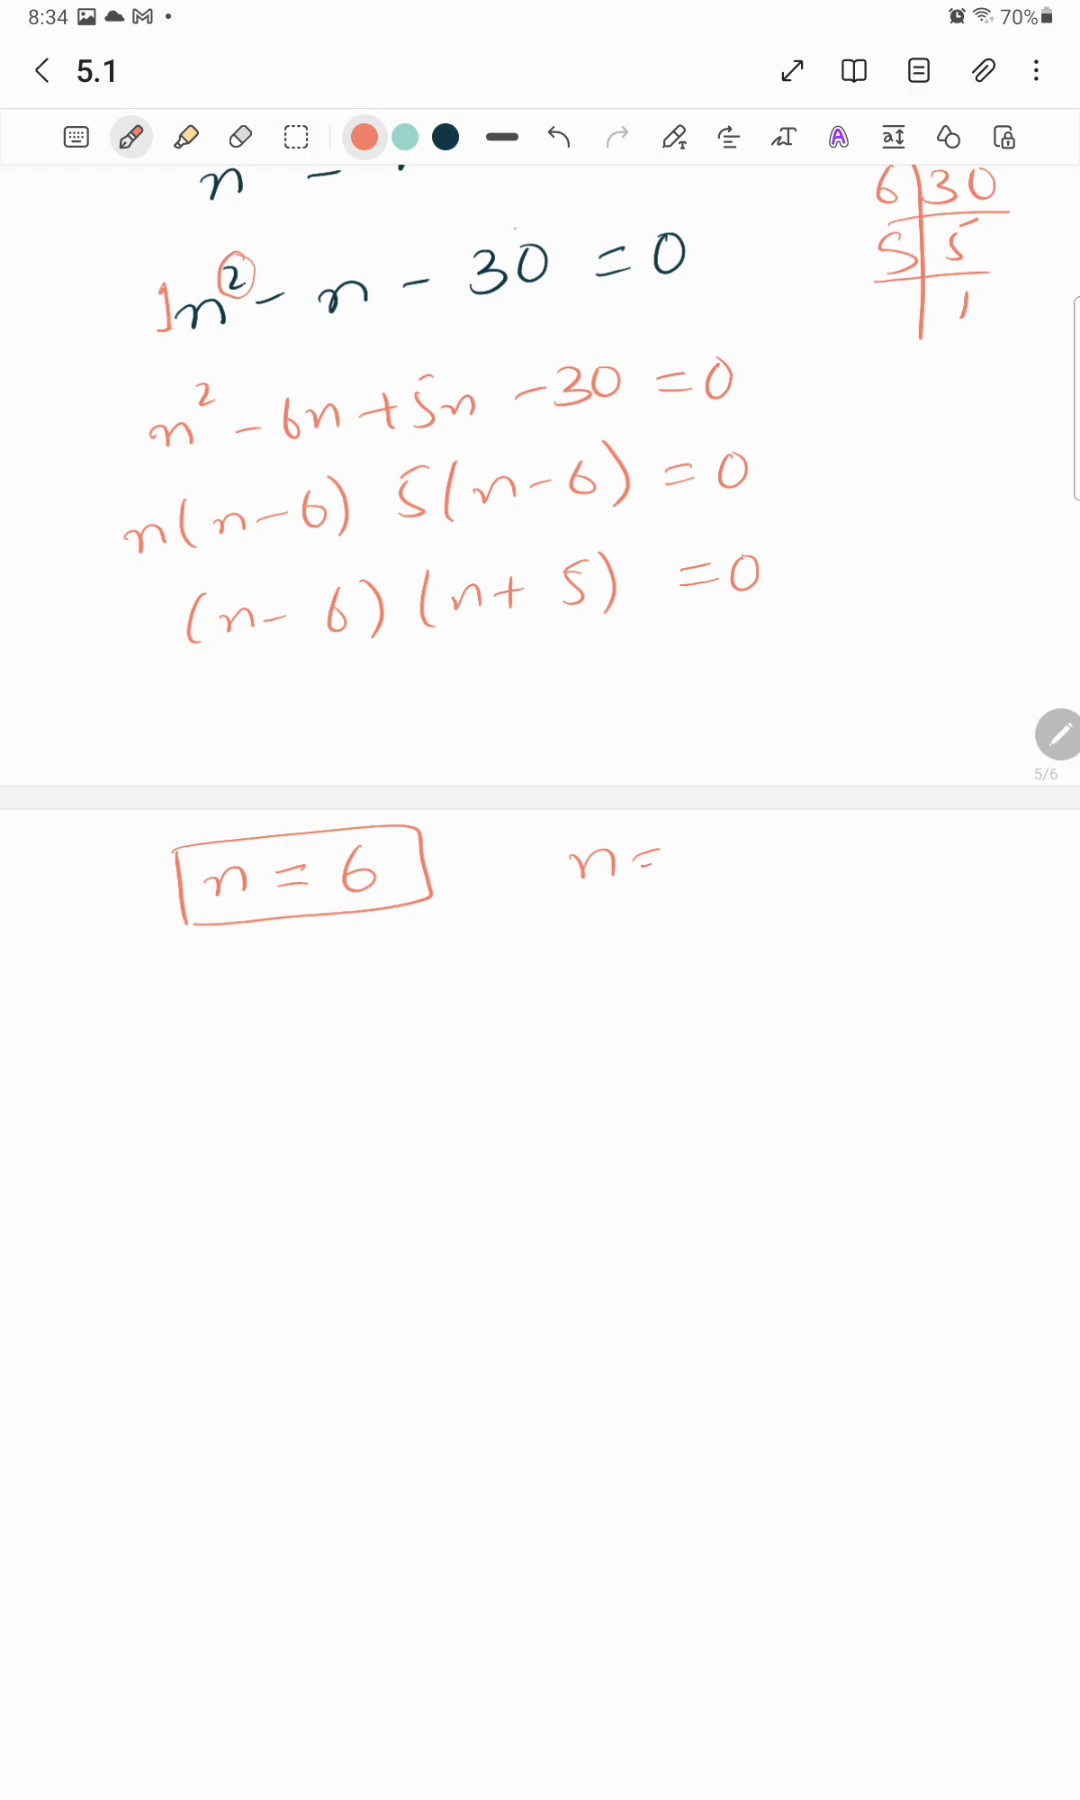 8:34 70%
5.1
n -
1n² - n - 30 = 0
6 30
5 5
1
n² - 6n + 5n - 30 = 0
n(n-6) 5(n-6) = 0
(n-6)(n+5) = 0
5/6
n = 6 n =